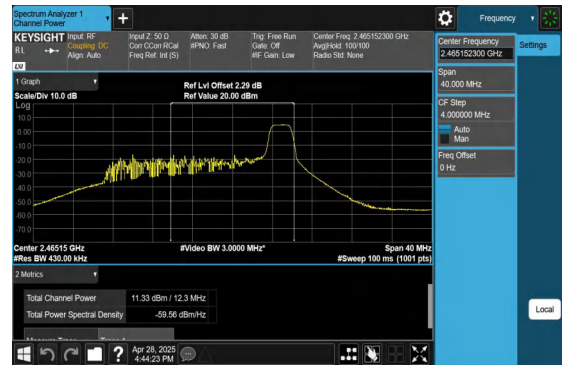 Spectrum Analyzer 1
Channel Power
Frequency
KEYSIGHT
RL
Input: RF
Coupling: DC
Align: Auto
Input Z: 50 Ω
Corr CCorr RCal
Freq Ref: Int (S)
Atten: 30 dB
#PNO: Fast
Trig: Free Run
Gate: Off
#IF Gain: Low
Center Freq: 2.465152300 GHz
Avg|Hold: 100/100
Radio Std: None
LXI
1 Graph
Scale/Div 10.0 dB
Ref Lvl Offset 2.29 dB
Ref Value 20.00 dBm
Log
10.0
0.00
-10.0
-20.0
-30.0
-40.0
-50.0
-60.0
-70.0
Center 2.46515 GHz
#Res BW 430.00 kHz
#Video BW 3.0000 MHz*
Span 40 MHz
#Sweep 100 ms (1001 pts)
2 Metrics
Total Channel Power 11.33 dBm / 12.3 MHz
Total Power Spectral Density -59.56 dBm/Hz
Apr 28, 2025
4:44:23 PM
Center Frequency
2.465152300 GHz
Settings
Span
40.000 MHz
CF Step
4.000000 MHz
Auto
Man
Freq Offset
0 Hz
Local